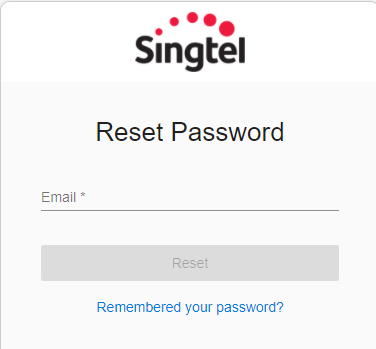 Singtel
Reset Password
Email *
Reset
Remembered your password?